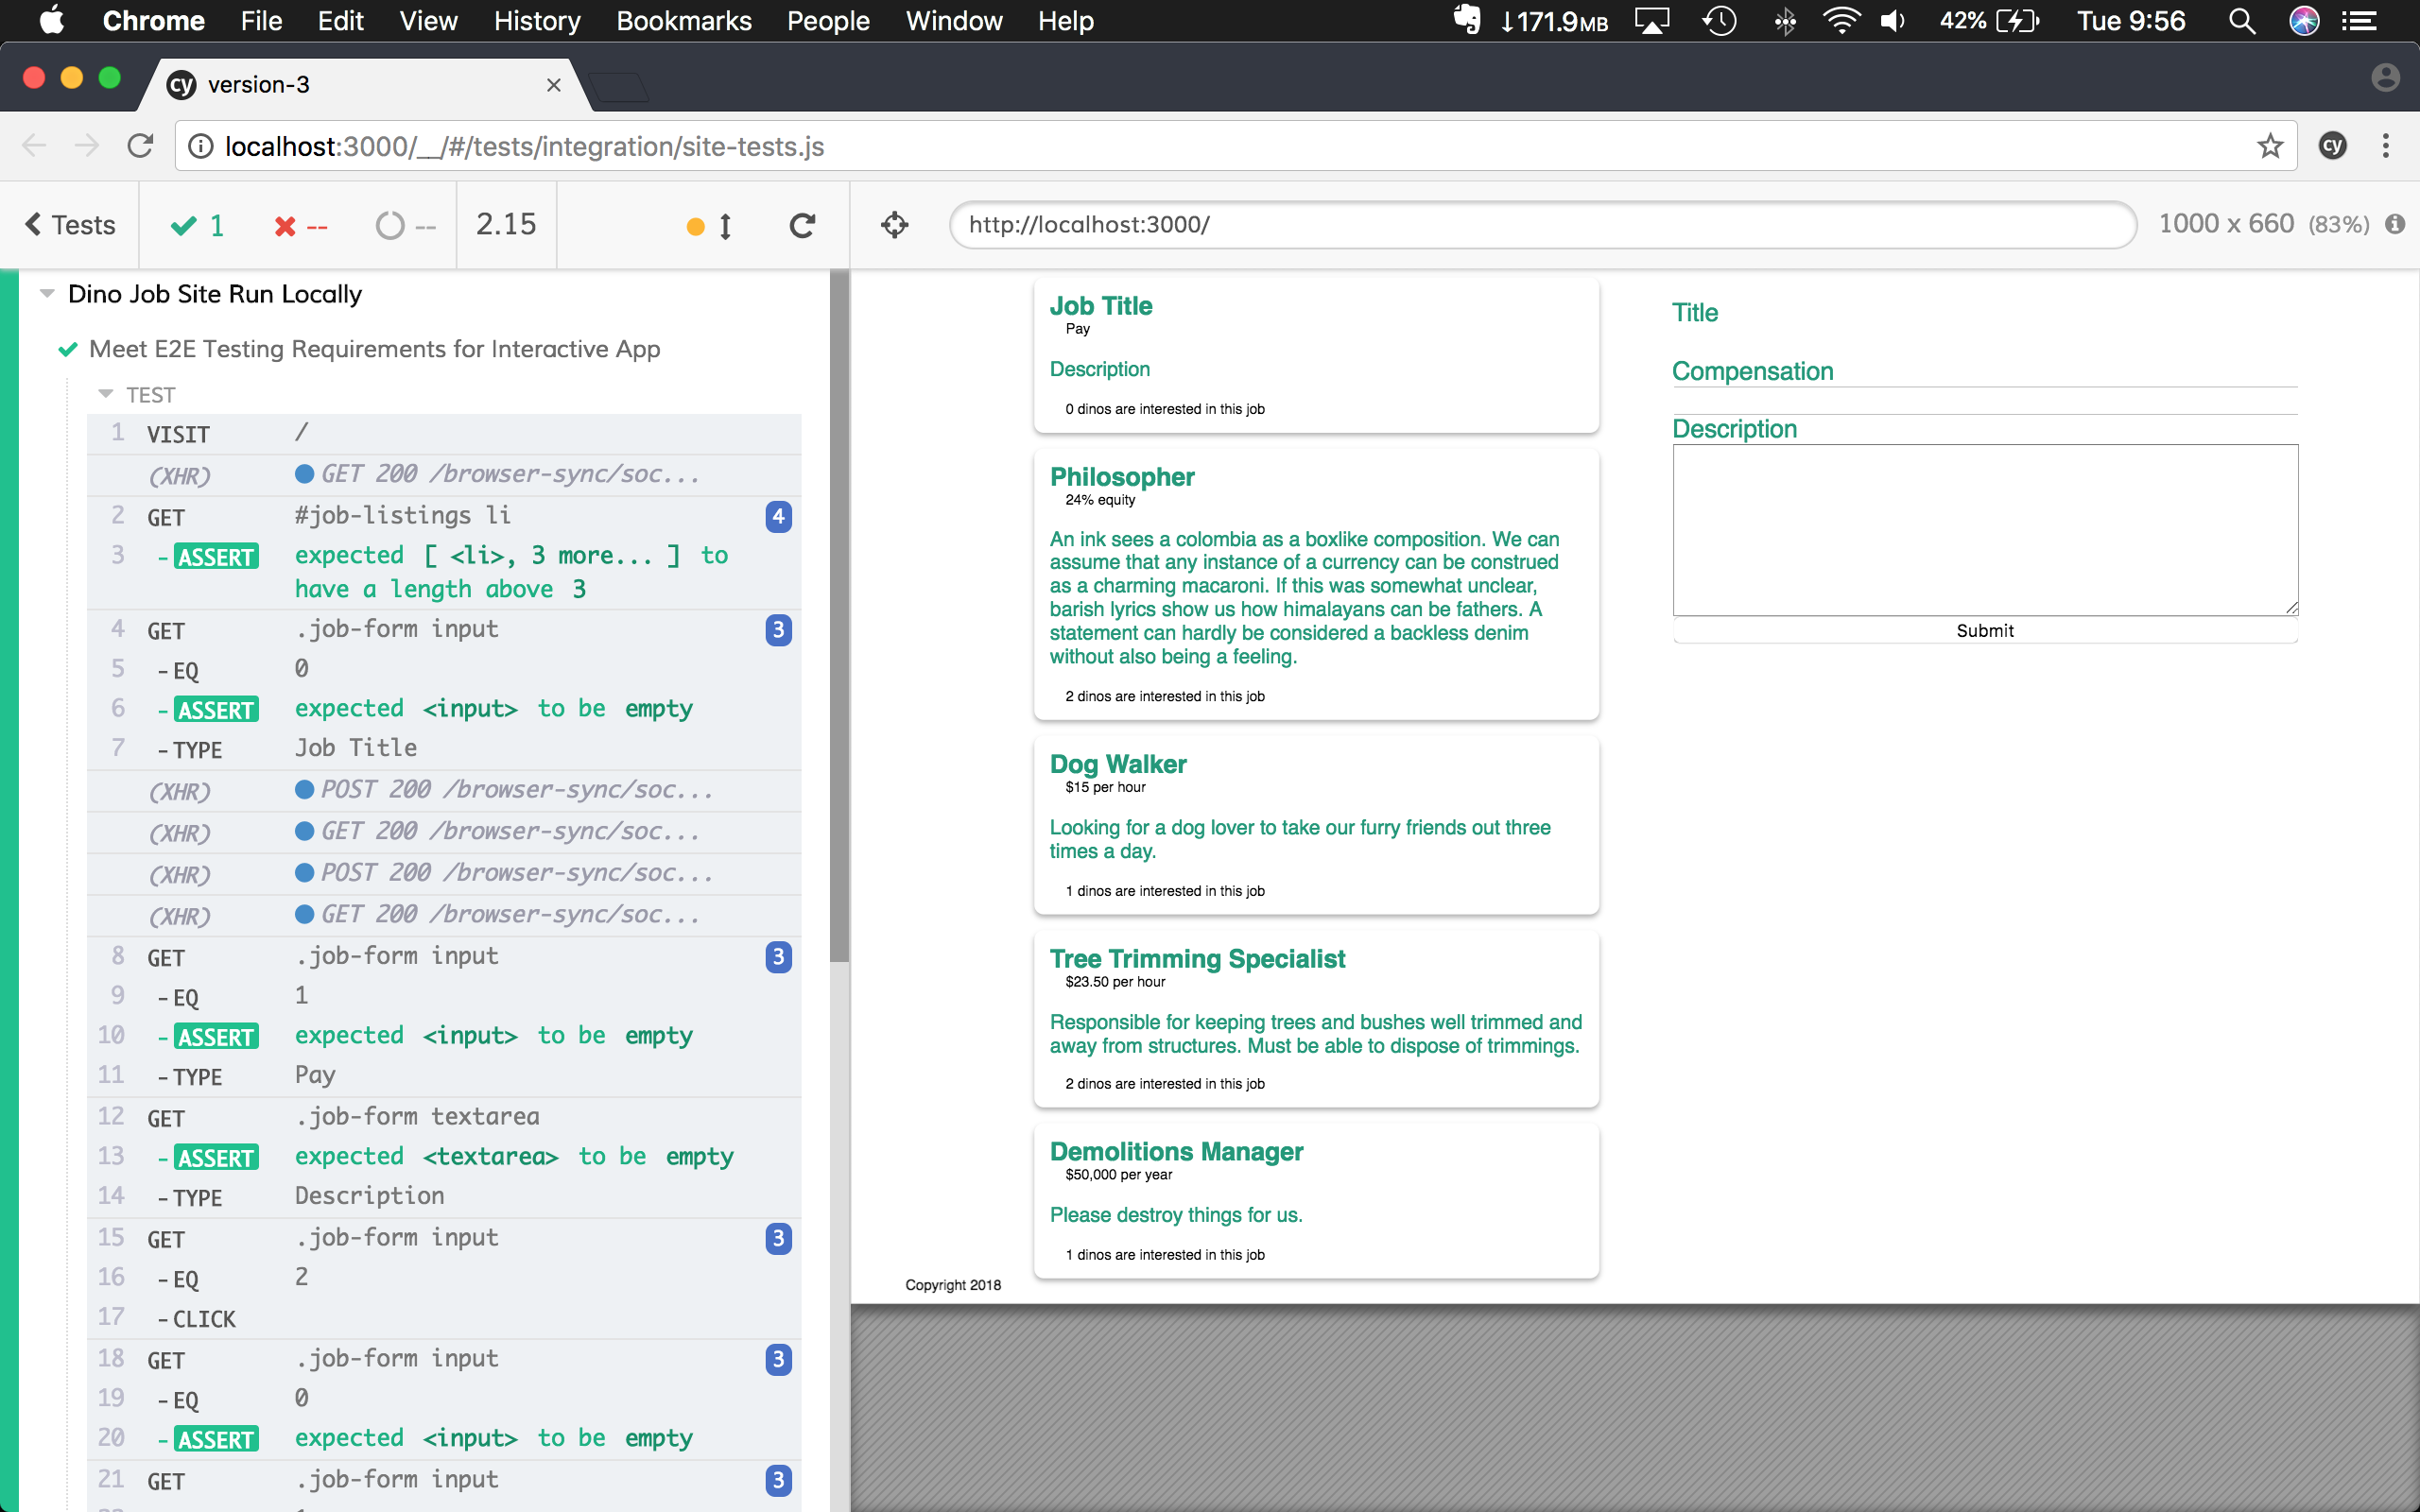 Chrome File Edit View History Bookmarks People Window Help ↓171.9MB 42% Tue 9:56
cy version-3
localhost:3000/__/#/tests/integration/site-tests.js cy
Tests 1 -- -- 2.15 http://localhost:3000/ 1000 x 660 (83%)
Dino Job Site Run Locally
Meet E2E Testing Requirements for Interactive App
TEST
1 VISIT /
(XHR) GET 200 /browser-sync/soc...
2 GET #job-listings li 4
3 -ASSERT expected [ <li>, 3 more... ] to
have a length above 3
4 GET .job-form input 3
5 -EQ 0
6 -ASSERT expected <input> to be empty
7 -TYPE Job Title
(XHR) POST 200 /browser-sync/soc...
(XHR) GET 200 /browser-sync/soc...
(XHR) POST 200 /browser-sync/soc...
(XHR) GET 200 /browser-sync/soc...
8 GET .job-form input 3
9 -EQ 1
10 -ASSERT expected <input> to be empty
11 -TYPE Pay
12 GET .job-form textarea
13 -ASSERT expected <textarea> to be empty
14 -TYPE Description
15 GET .job-form input 3
16 -EQ 2
17 -CLICK
18 GET .job-form input 3
19 -EQ 0
20 -ASSERT expected <input> to be empty
21 GET .job-form input 3
Job Title
Pay
Description
0 dinos are interested in this job
Philosopher
24% equity
An ink sees a colombia as a boxlike composition. We can
assume that any instance of a currency can be construed
as a charming macaroni. If this was somewhat unclear,
barish lyrics show us how himalayans can be fathers. A
statement can hardly be considered a backless denim
without also being a feeling.
2 dinos are interested in this job
Dog Walker
$15 per hour
Looking for a dog lover to take our furry friends out three
times a day.
1 dinos are interested in this job
Tree Trimming Specialist
$23.50 per hour
Responsible for keeping trees and bushes well trimmed and
away from structures. Must be able to dispose of trimmings.
2 dinos are interested in this job
Demolitions Manager
$50,000 per year
Please destroy things for us.
1 dinos are interested in this job
Copyright 2018
Title
Compensation
Description
Submit